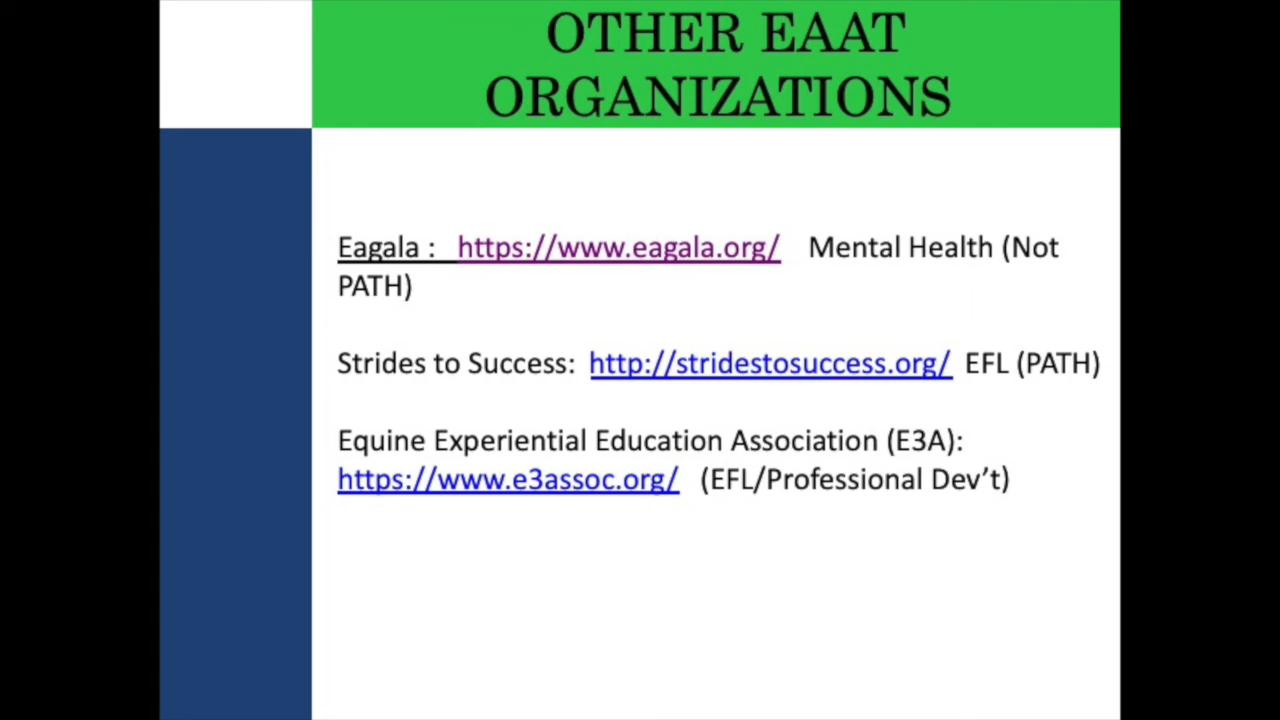 OTHER EAAT
ORGANIZATIONS
Eagala : https://www.eagala.org/ Mental Health (Not
PATH)
Strides to Success: http://stridestosuccess.org/ EFL (PATH)
Equine Experiential Education Association (E3A):
https://www.e3assoc.org/ (EFL/Professional Dev’t)